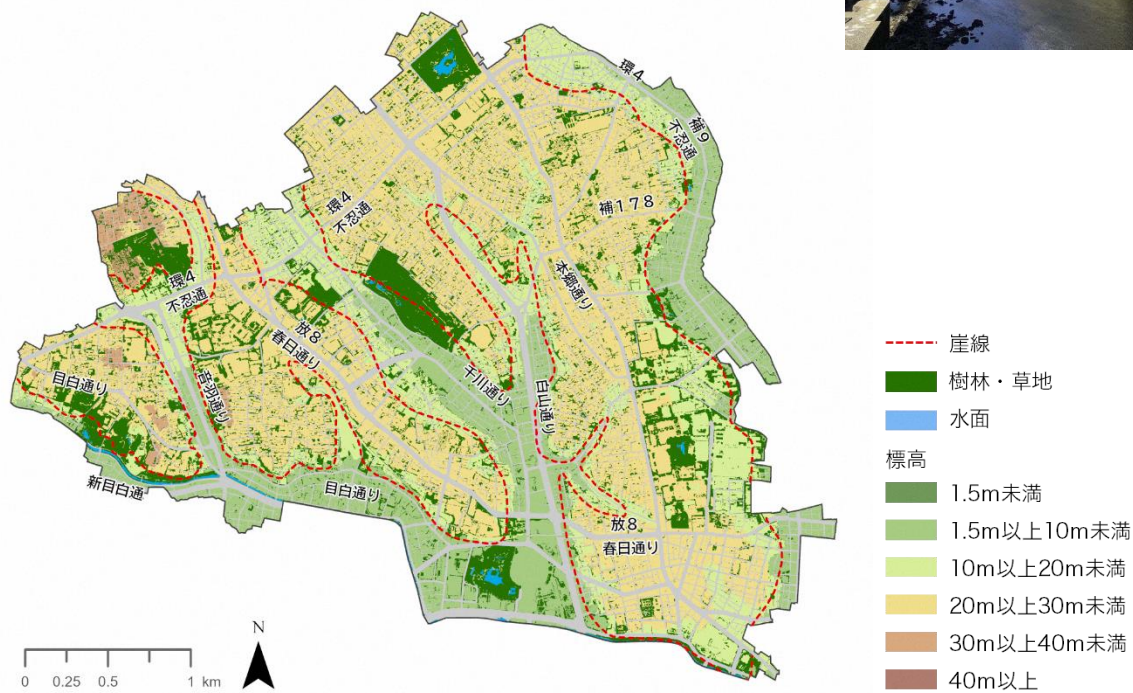 環4
補9
不忍通
補178
環4
不忍通
本郷通り
環4
不忍通
放8
春日通り
千川通り
白山通り
目白通り
音羽通り
新目白通
目白通り
放8
春日通り
N
0 0.25 0.5 1 km
崖線
樹林・草地
水面
標高
1.5m未満
1.5m以上10m未満
10m以上20m未満
20m以上30m未満
30m以上40m未満
40m以上